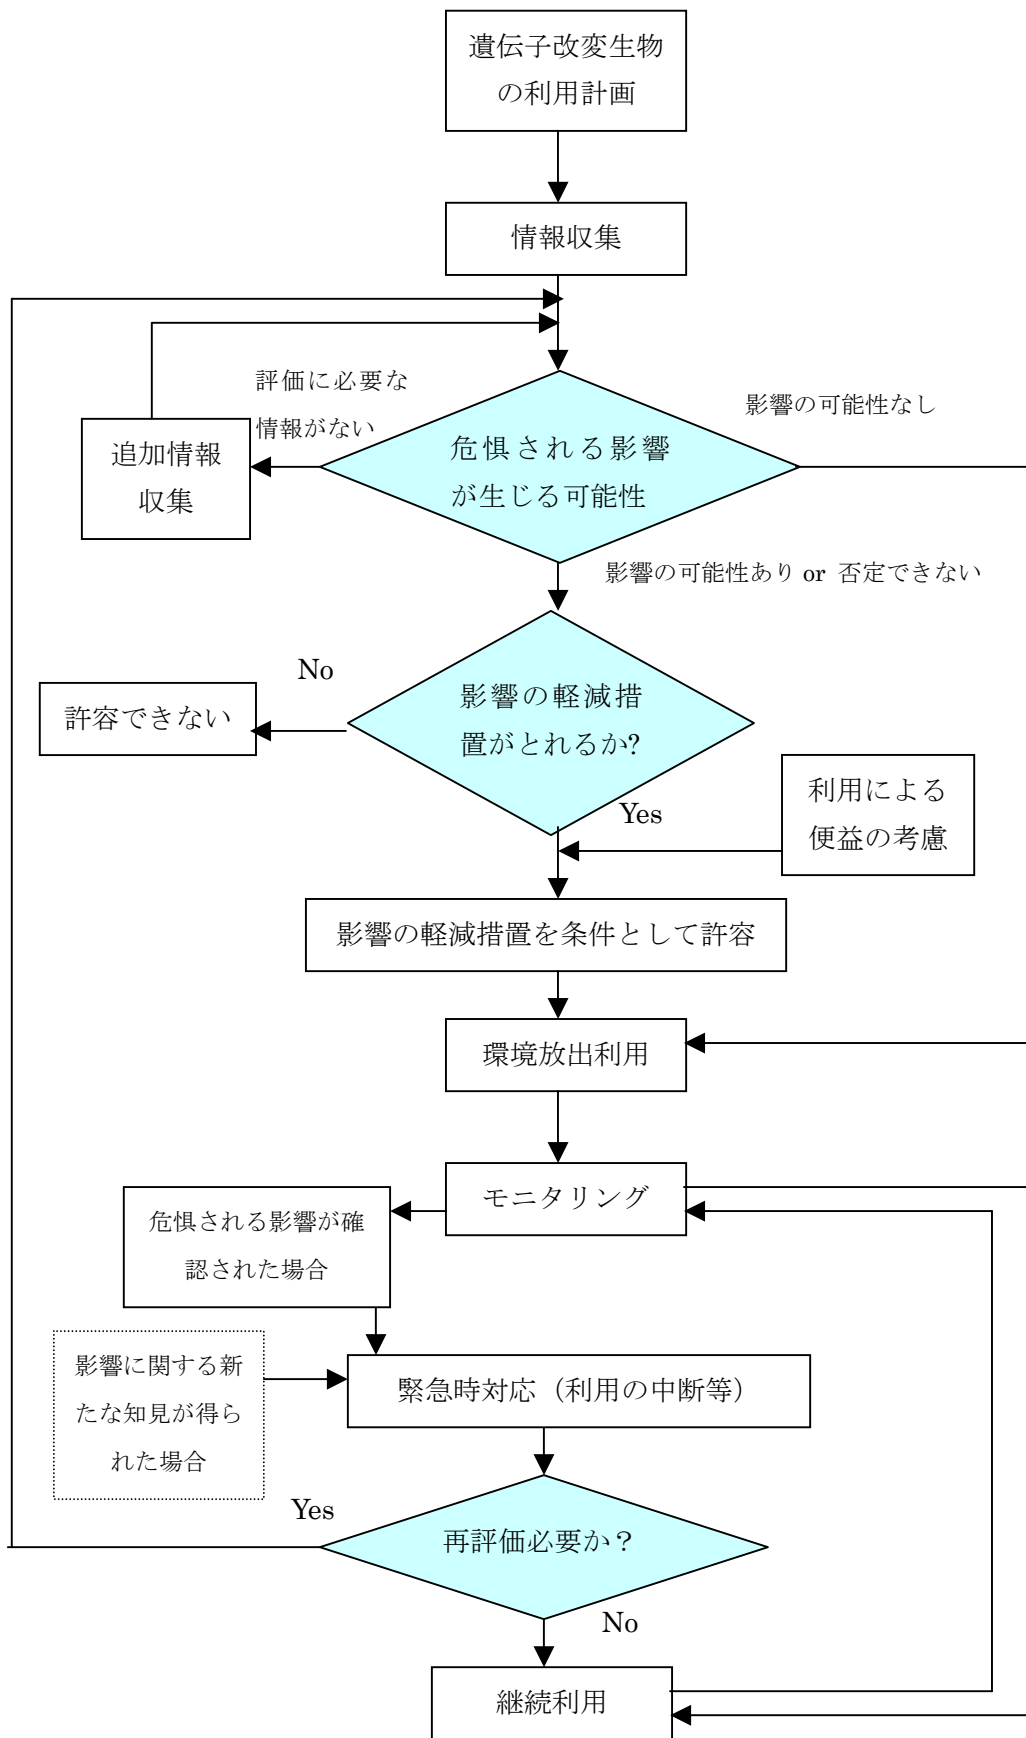 遺伝子改変生物
の利用計画
情報収集
評価に必要な
情報がない
影響の可能性なし
追加情報
収集
危惧される影響
が生じる可能性
影響の可能性あり or 否定できない
No
許容できない
影響の軽減措
置がとれるか?
Yes
利用による
便益の考慮
影響の軽減措置を条件として許容
環境放出利用
モニタリング
危惧される影響が確
認された場合
影響に関する新
たな知見が得ら
れた場合
緊急時対応（利用の中断等）
Yes
再評価必要か？
No
継続利用